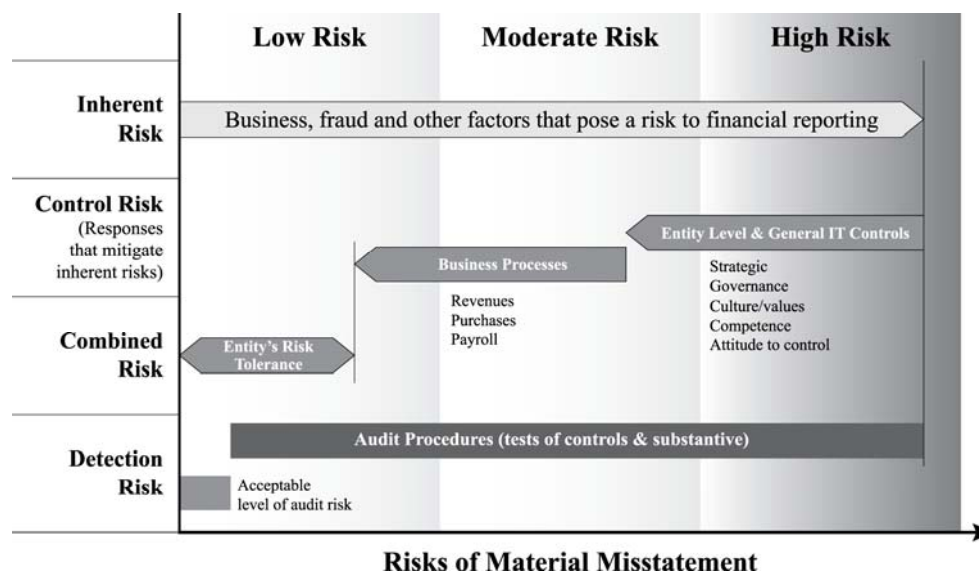 Low Risk
Moderate Risk
High Risk
Inherent
Risk
Business, fraud and other factors that pose a risk to financial reporting
Control Risk
(Responses
that mitigate
inherent risks)
Entity Level & General IT Controls
Strategic
Governance
Culture/values
Competence
Attitude to control
Business Processes
Revenues
Purchases
Payroll
Combined
Risk
Entity's Risk
Tolerance
Detection
Risk
Audit Procedures (tests of controls & substantive)
Acceptable
level of audit risk
Risks of Material Misstatement